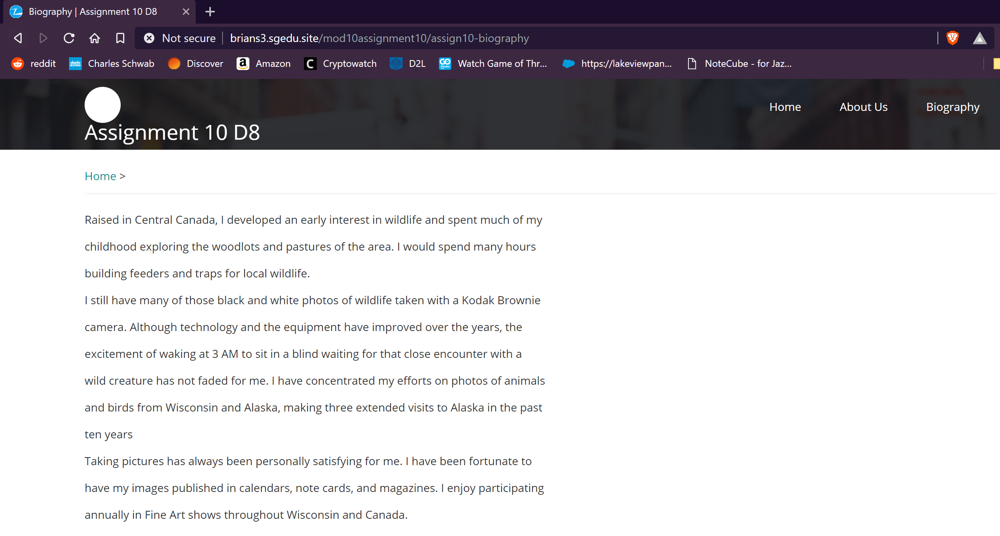 Biography | Assignment 10 D8
Not secure
brians3.sgedu.site/mod10assignment10/assign10-biography
reddit
Charles Schwab
Discover
Amazon
Cryptowatch
D2L
Watch Game of Thr...
https://lakeviewpan...
NoteCube - for Jaz...
Home
About Us
Biography
Assignment 10 D8
Home >
Raised in Central Canada, I developed an early interest in wildlife and spent much of my
childhood exploring the woodlots and pastures of the area. I would spend many hours
building feeders and traps for local wildlife.
I still have many of those black and white photos of wildlife taken with a Kodak Brownie
camera. Although technology and the equipment have improved over the years, the
excitement of waking at 3 AM to sit in a blind waiting for that close encounter with a
wild creature has not faded for me. I have concentrated my efforts on photos of animals
and birds from Wisconsin and Alaska, making three extended visits to Alaska in the past
ten years
Taking pictures has always been personally satisfying for me. I have been fortunate to
have my images published in calendars, note cards, and magazines. I enjoy participating
annually in Fine Art shows throughout Wisconsin and Canada.